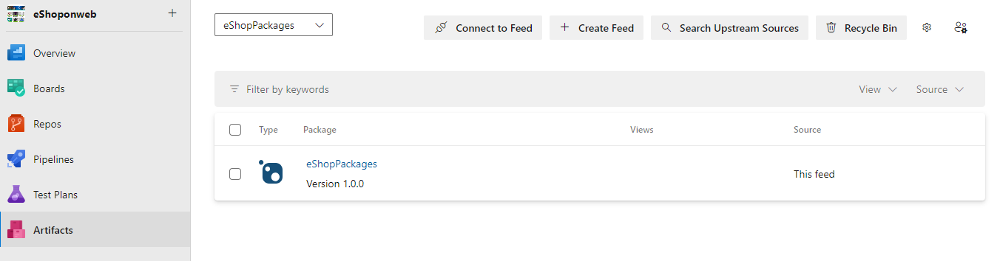 eShoponweb
Overview
Boards
Repos
Pipelines
Test Plans
Artifacts
eShopPackages
Connect to Feed
Create Feed
Search Upstream Sources
Recycle Bin
Filter by keywords
View
Source
Type Package Views Source
eShopPackages
Version 1.0.0
This feed